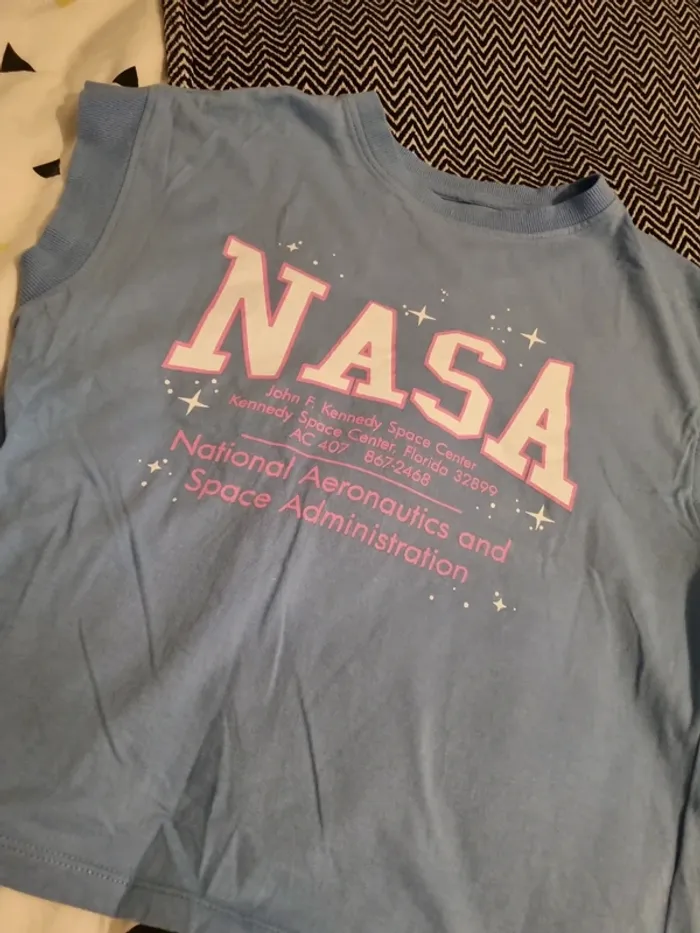 NASA
John F. Kennedy Space Center
Kennedy Space Center, Florida 32899
AC 407 867-2468
National Aeronautics and
Space Administration